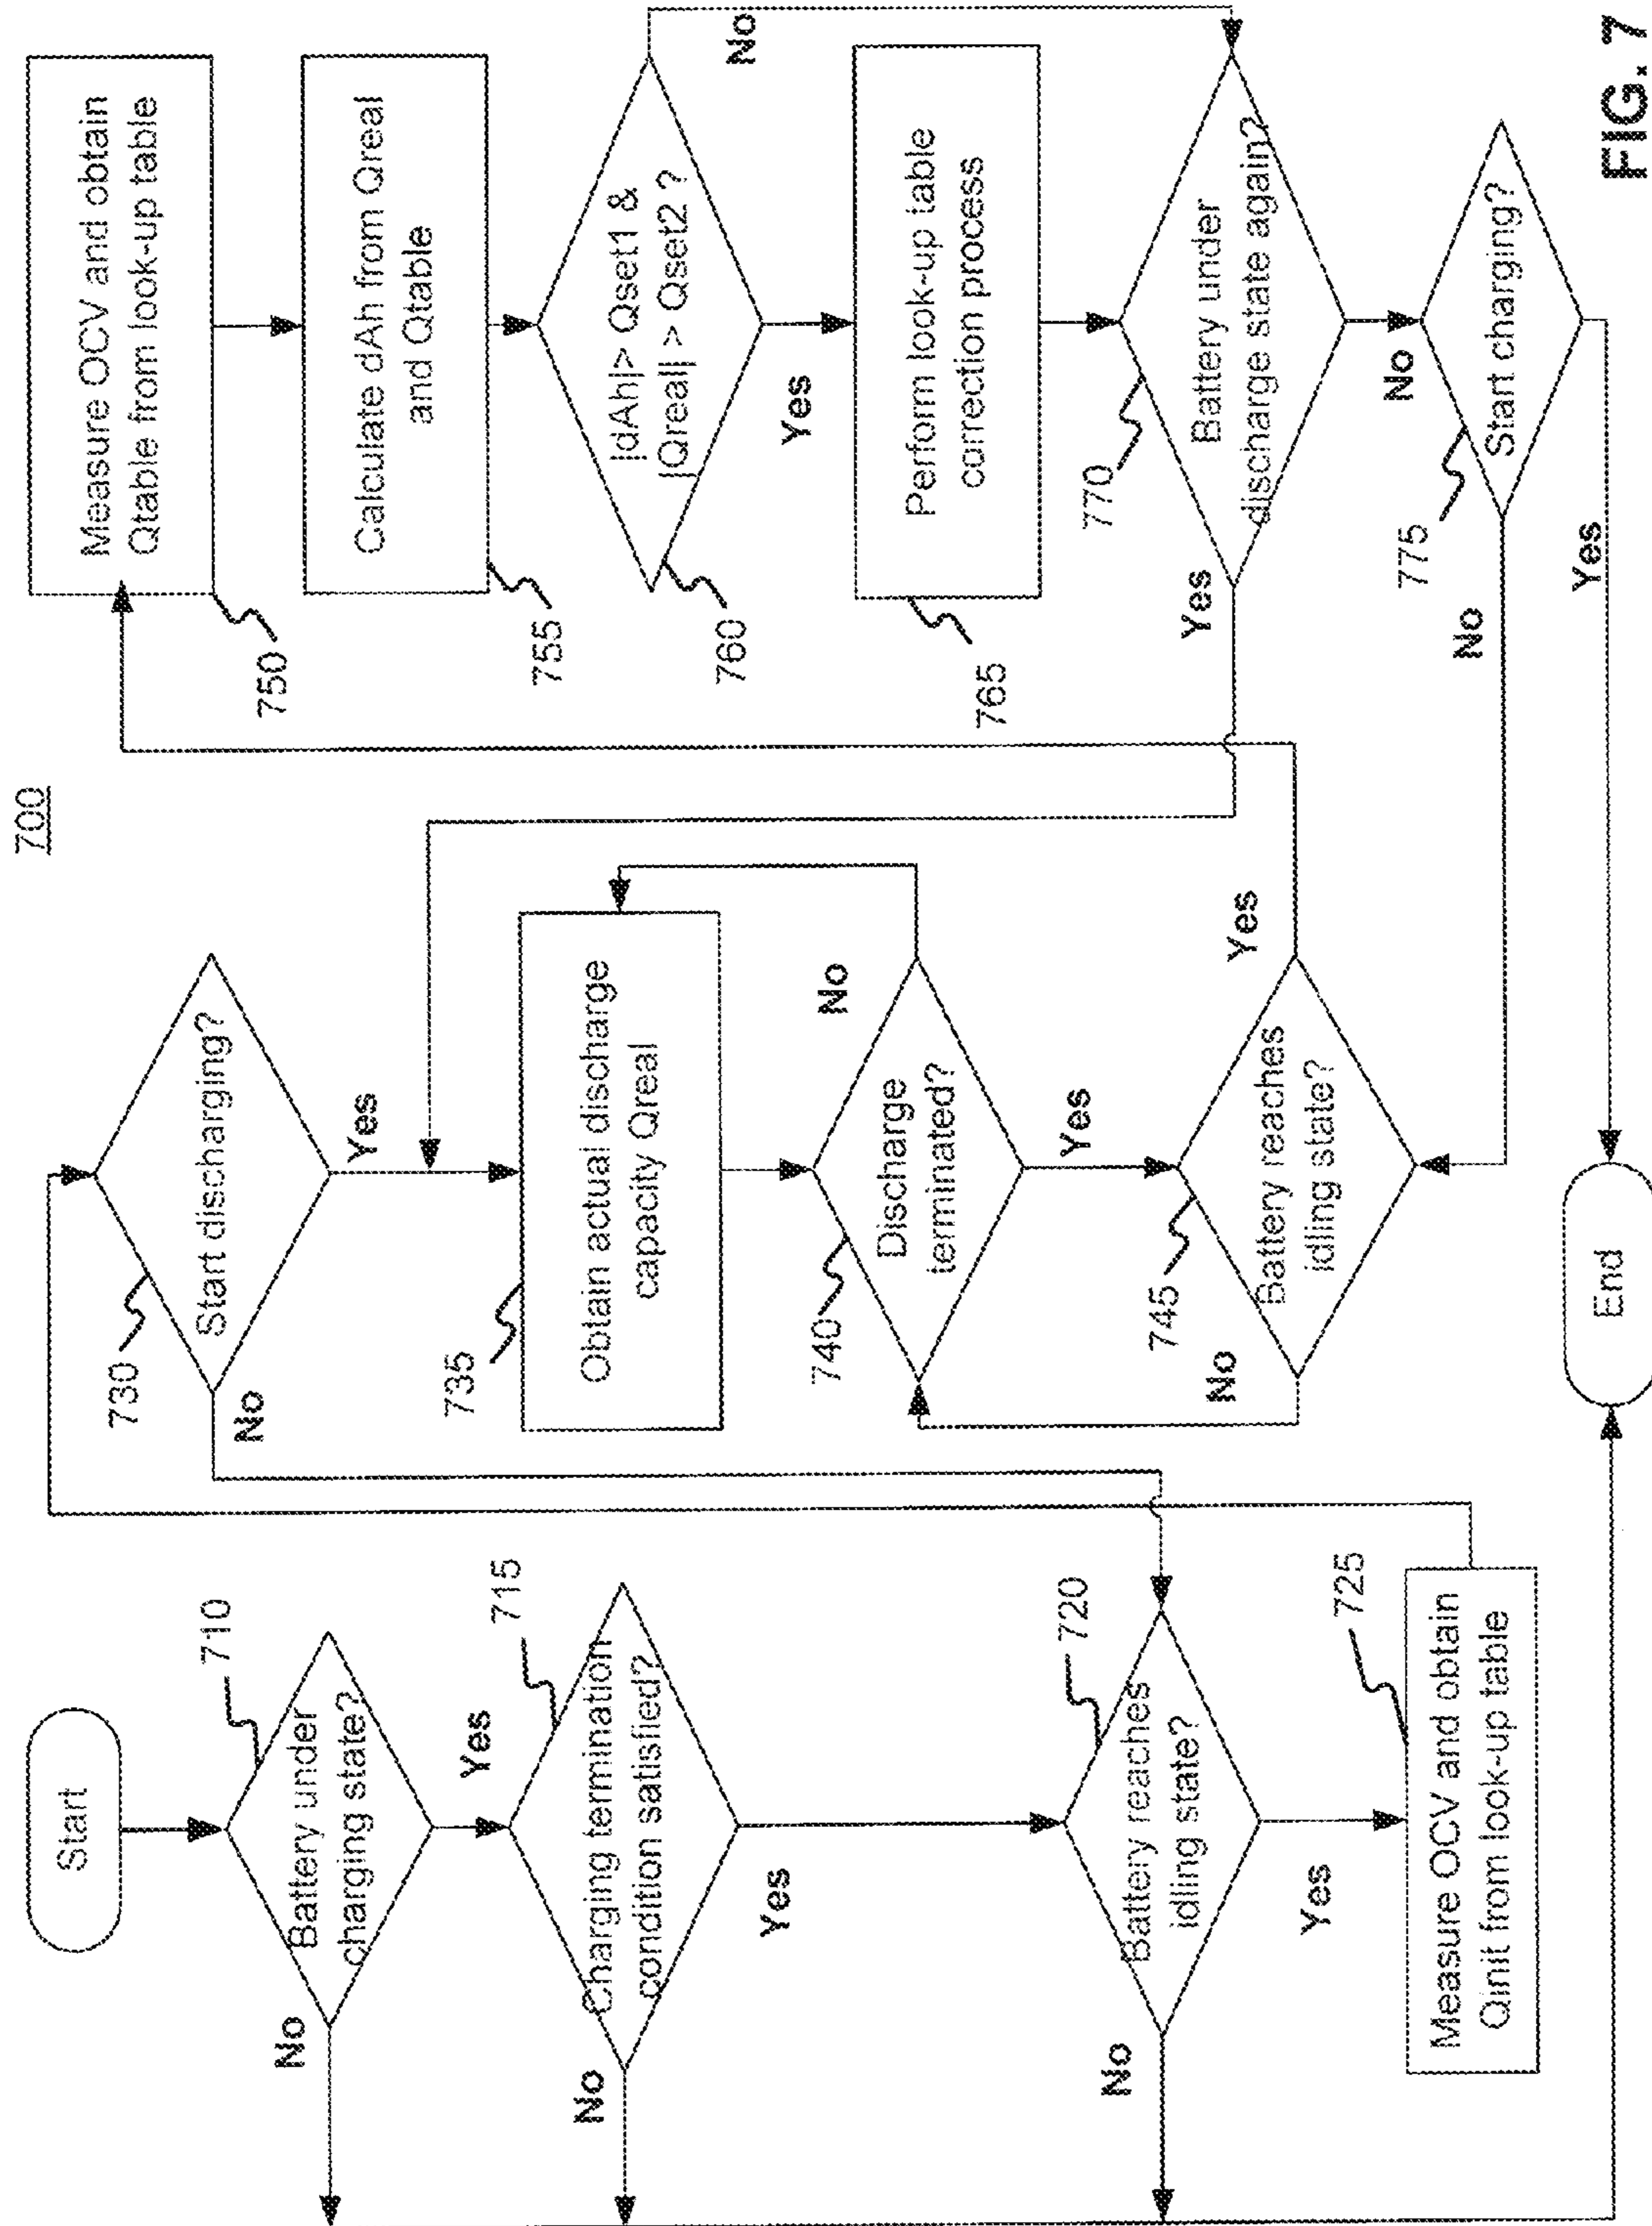 700
Start
Battery under
charging state?
710
No
Yes
Charging termination
condition satisfied?
715
No
Yes
Battery reaches
idling state?
720
No
Yes
Measure OCV and obtain
Qinit from look-up table
725
Start discharging?
730
No
Yes
Obtain actual discharge
capacity Qreal
735
Discharge
terminated?
740
No
Yes
Battery reaches
idling state?
745
No
Yes
Measure OCV and obtain
Qtable from look-up table
750
Calculate dAh from Qreal
and Qtable
755
|dAh|> Qset1 &
|Qreal| > Qset2 ?
760
No
Yes
Perform look-up table
correction process
765
Battery under
discharge state again?
770
Yes
No
Start charging?
775
No
Yes
End
FIG. 7